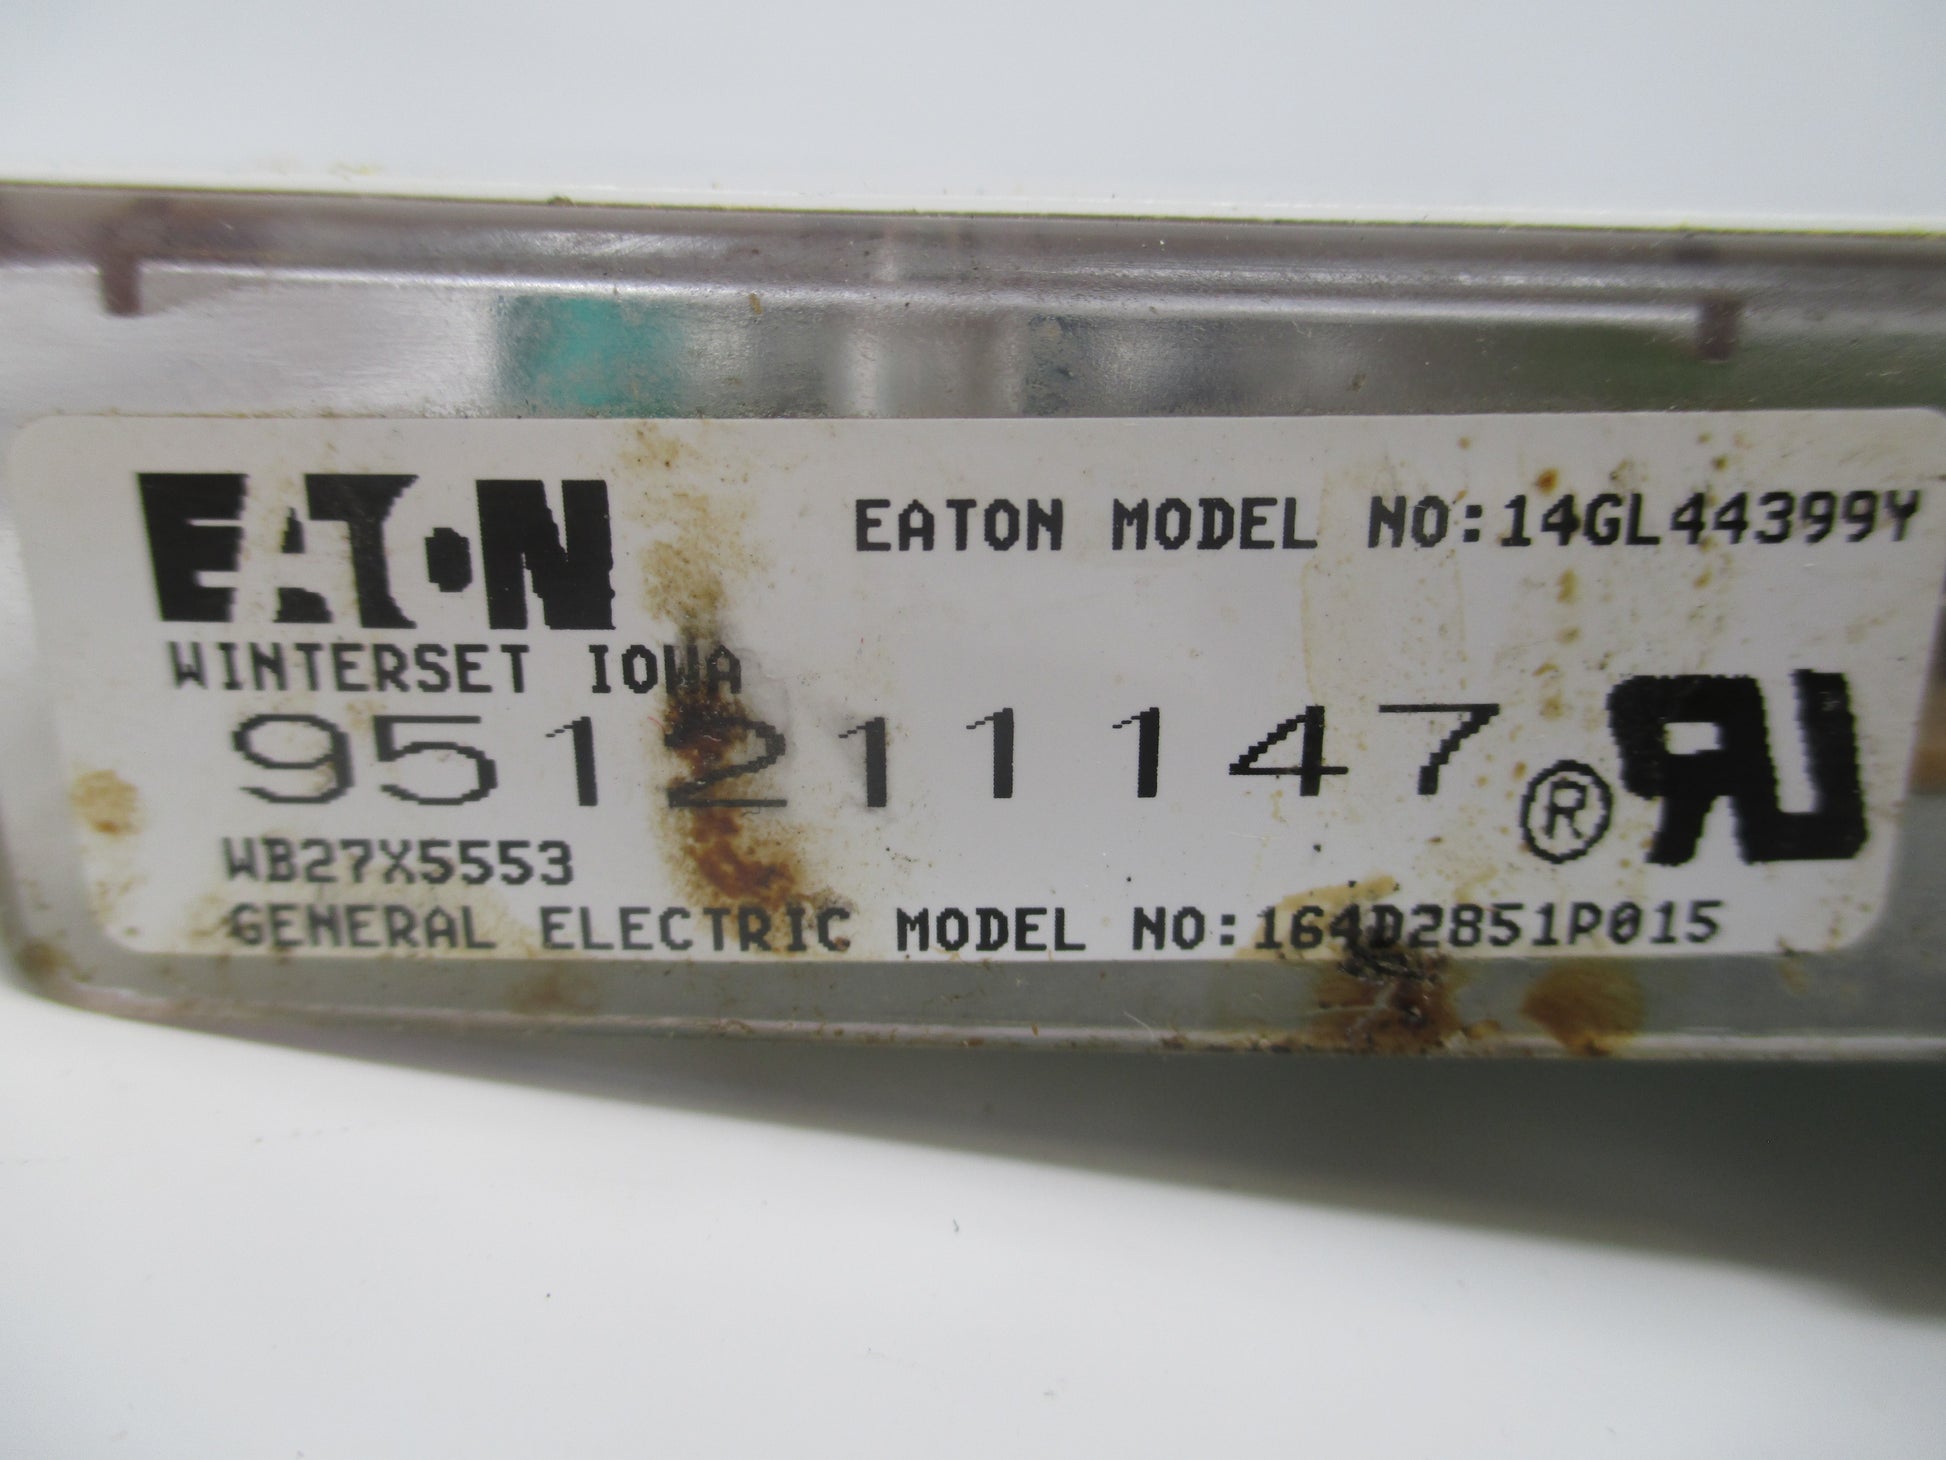 EATON
EATON MODEL NO:14GL44399Y
WINTERSET IOWA
951211147
WB27X5553
GENERAL ELECTRIC MODEL NO:164D2851P015